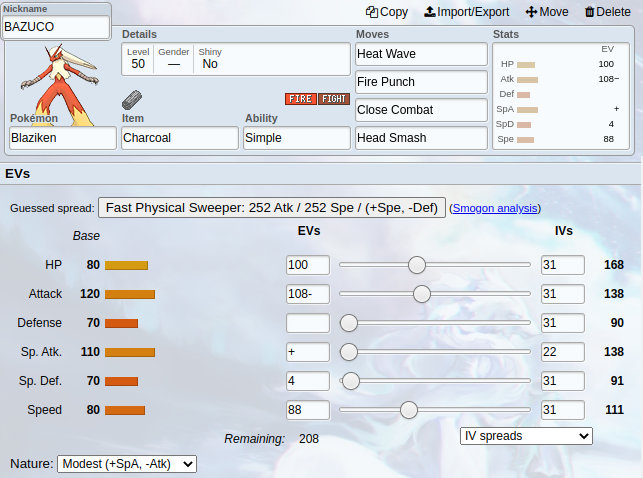 Nickname
BAZUCO
Copy Import/Export Move Delete
Details
Level Gender Shiny
50 — No
FIRE FIGHT
Pokémon Item Ability
Blaziken Charcoal Simple
Moves
Heat Wave
Fire Punch
Close Combat
Head Smash
Stats
EV
HP 100
Atk 108−
Def
SpA +
SpD 4
Spe 88
EVs
Guessed spread: Fast Physical Sweeper: 252 Atk / 252 Spe / (+Spe, -Def) (Smogon analysis)
Base EVs IVs
HP 80 100 31 168
Attack 120 108- 31 138
Defense 70 31 90
Sp. Atk. 110 + 22 138
Sp. Def. 70 4 31 91
Speed 80 88 31 111
Remaining: 208 IV spreads
Nature: Modest (+SpA, -Atk)